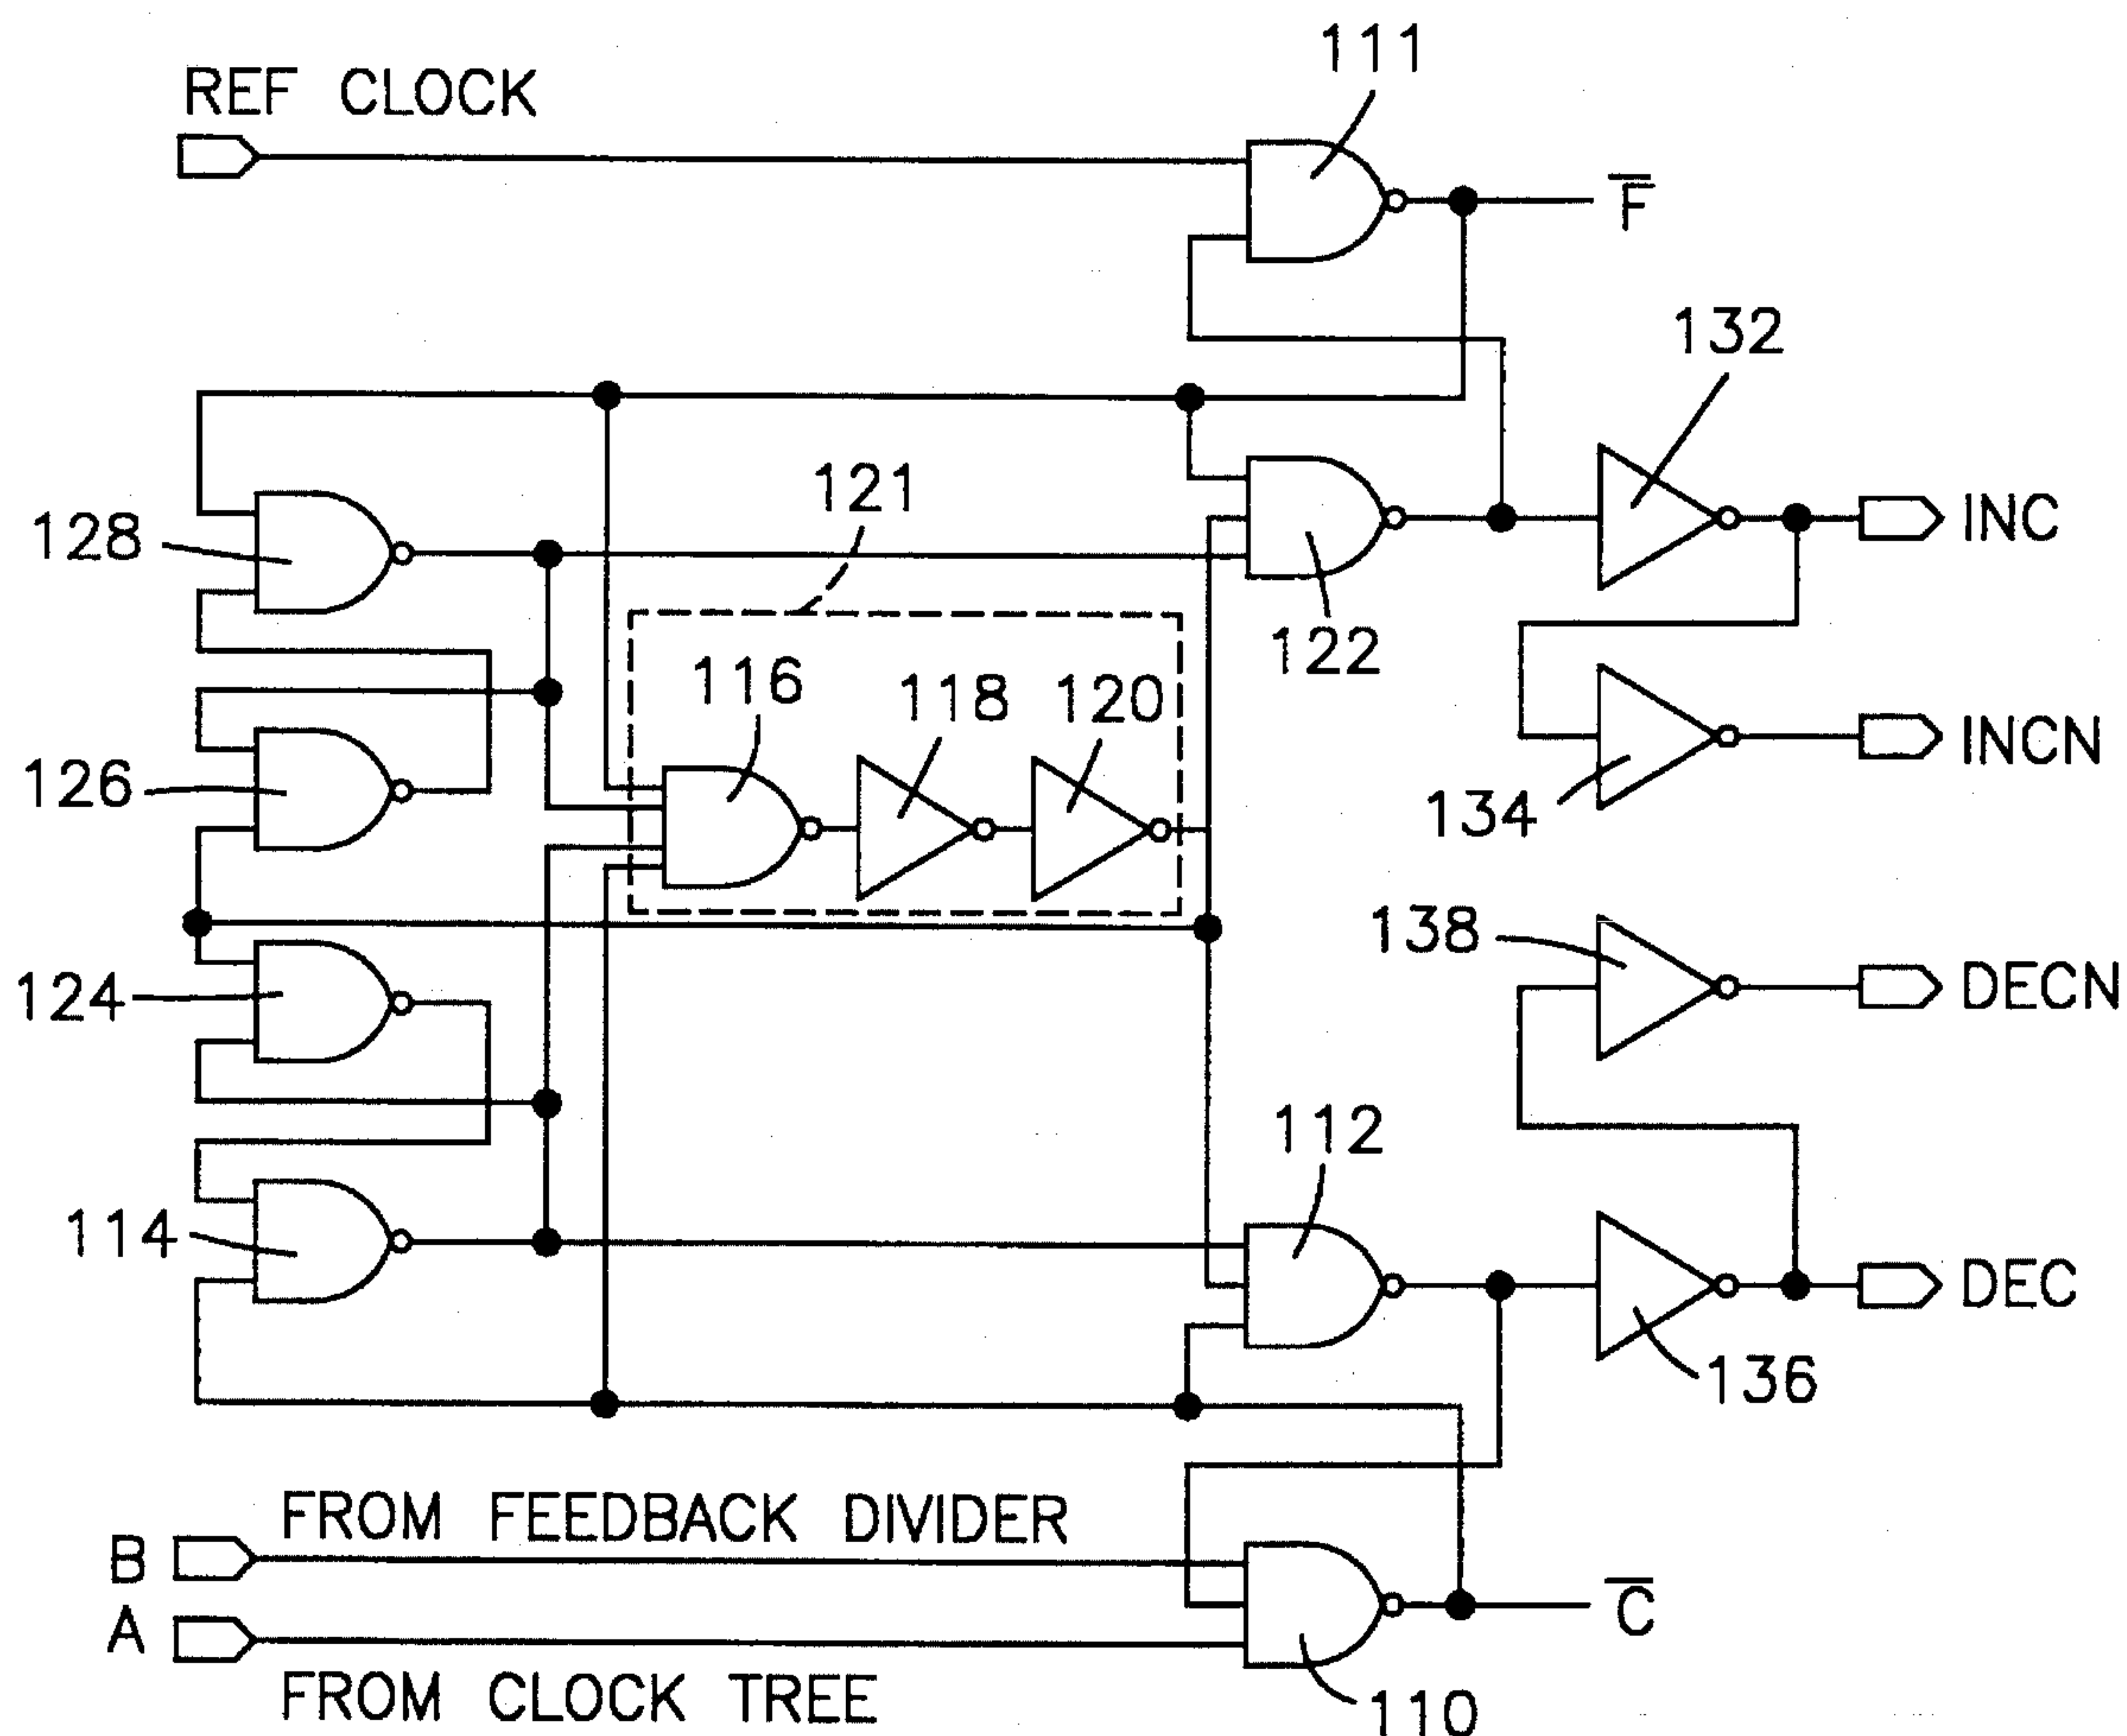 111
REF CLOCK
F̅
132
121
128
INC
122
116
118
120
INCN
126
134
138
124
DECN
112
114
DEC
136
FROM FEEDBACK DIVIDER
B
C̅
A
FROM CLOCK TREE
110